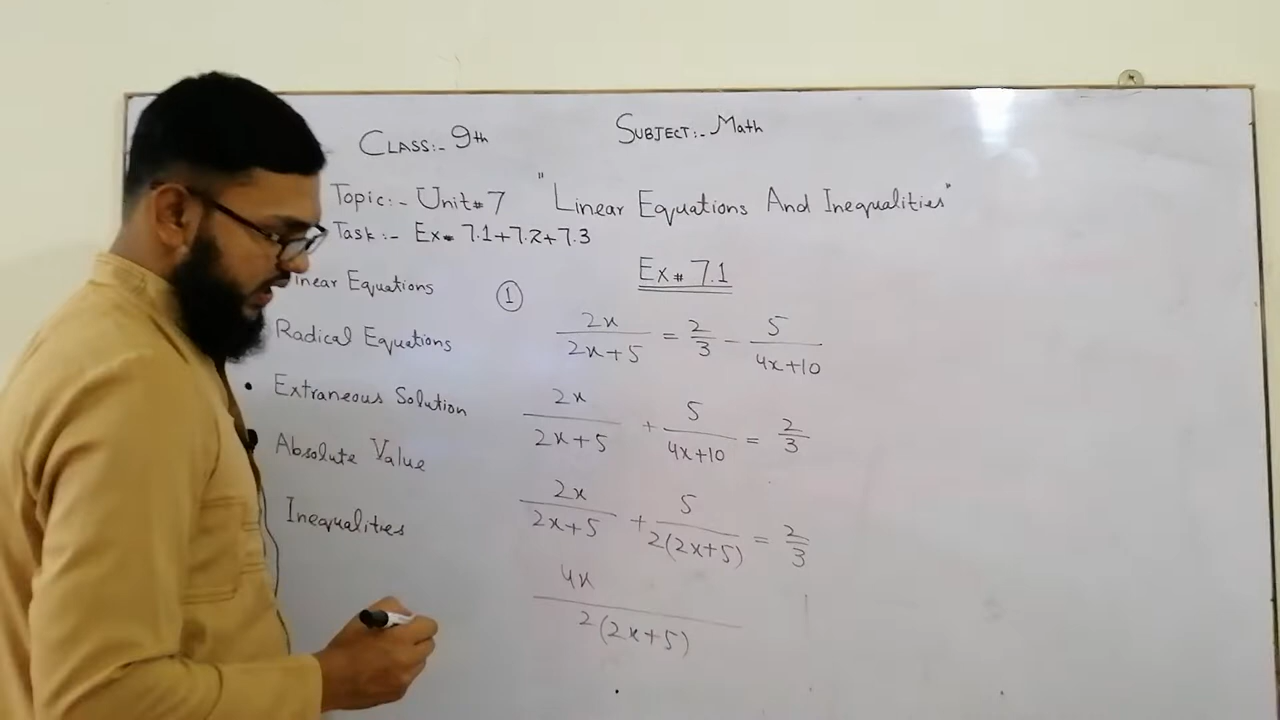 CLASS:- 9th
SUBJECT:- Math
Topic:- Unit#7 "Linear Equations And Inequalities"
Task:- Ex# 7.1+7.2+7.3
Ex# 7.1
inear Equations
Radical Equations
• Extraneous Solution
Absolute Value
Inequalities
①
2x/2x+5 = 2/3 - 5/4x+10
2x/2x+5 + 5/4x+10 = 2/3
2x/2x+5 + 5/2(2x+5) = 2/3
4x/2(2x+5)